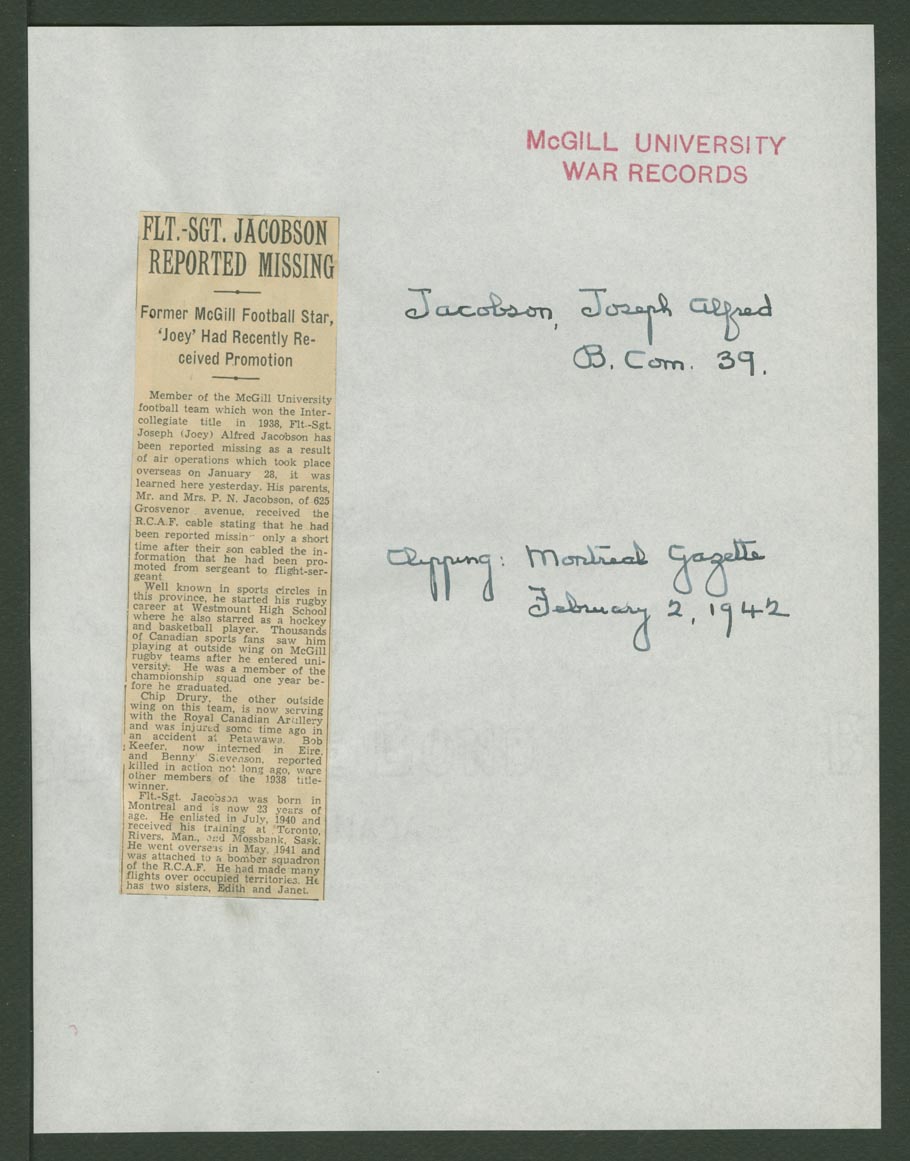 McGILL UNIVERSITY
WAR RECORDS
FLT.-SGT. JACOBSON
REPORTED MISSING
Former McGill Football Star,
'Joey' Had Recently Re-
ceived Promotion
Member of the McGill University
football team which won the Inter-
collegiate title in 1938, Flt.-Sgt.
Joseph (Joey) Alfred Jacobson has
been reported missing as a result
of air operations which took place
overseas on January 28, it was
learned here yesterday. His parents,
Mr. and Mrs. P. N. Jacobson, of 625
Grosvenor avenue, received the
R.C.A.F. cable stating that he had
been reported missin only a short
time after their son cabled the in-
formation that he had been pro-
moted from sergeant to flight-ser-
geant
Well known in sports circles in
this province, he started his rugby
career at Westmount High School
where he also starred as a hockey
and basketball player. Thousands
of Canadian sports fans saw him
playing at outside wing on McGill
rugby teams after he entered uni-
versity. He was a member of the
championship squad one year be-
fore he graduated.
Chip Drury, the other outside
wing on this team, is now serving
with the Royal Canadian Artillery
and was injured some time ago in
an accident at Petawawa. Bob
Keefer, now interned in Eire,
and Benny Stevenson, reported
killed in action not long ago, were
other members of the 1938 title-
winner.
Flt.-Sgt. Jacobson was born in
Montreal and is now 23 years of
age. He enlisted in July, 1940 and
received his training at Toronto,
Rivers, Man., and Mossbank, Sask.
He went overseas in May, 1941 and
was attached to a bomber squadron
of the R.C.A.F. He had made many
flights over occupied territories. He
has two sisters, Edith and Janet.
Jacobson, Joseph Alfred
B. Com. 39.
Clipping: Montreal Gazette
February 2, 1942